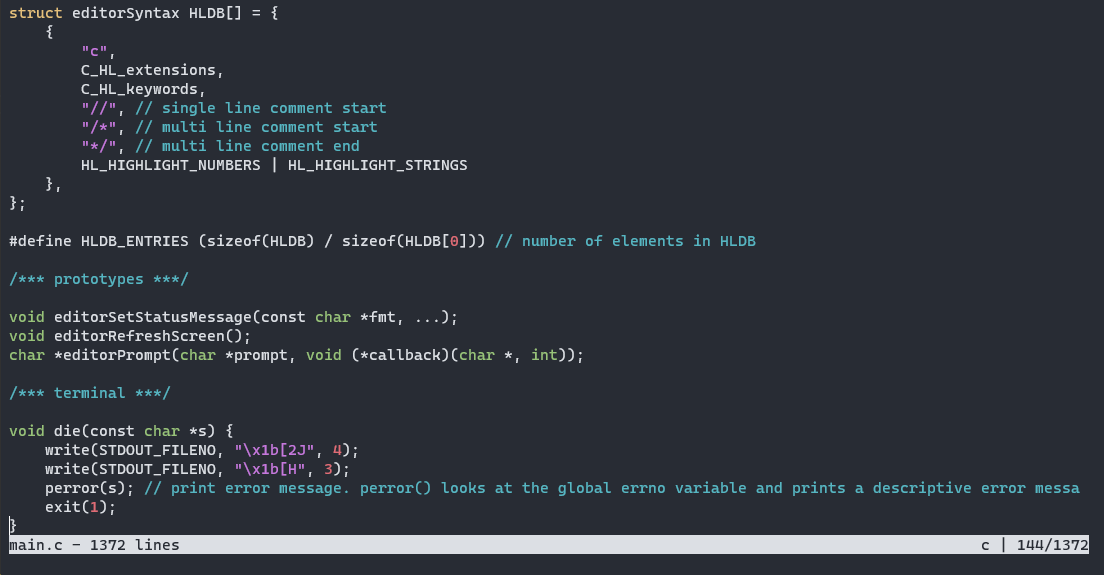 struct editorSyntax HLDB[] = {
    {
        "c",
        C_HL_extensions,
        C_HL_keywords,
        "//", // single line comment start
        "/*", // multi line comment start
        "*/", // multi line comment end
        HL_HIGHLIGHT_NUMBERS | HL_HIGHLIGHT_STRINGS
    },
};

#define HLDB_ENTRIES (sizeof(HLDB) / sizeof(HLDB[0])) // number of elements in HLDB

/*** prototypes ***/

void editorSetStatusMessage(const char *fmt, ...);
void editorRefreshScreen();
char *editorPrompt(char *prompt, void (*callback)(char *, int));

/*** terminal ***/

void die(const char *s) {
    write(STDOUT_FILENO, "\x1b[2J", 4);
    write(STDOUT_FILENO, "\x1b[H", 3);
    perror(s); // print error message. perror() looks at the global errno variable and prints a descriptive error messa
    exit(1);
}
main.c - 1372 lines c | 144/1372